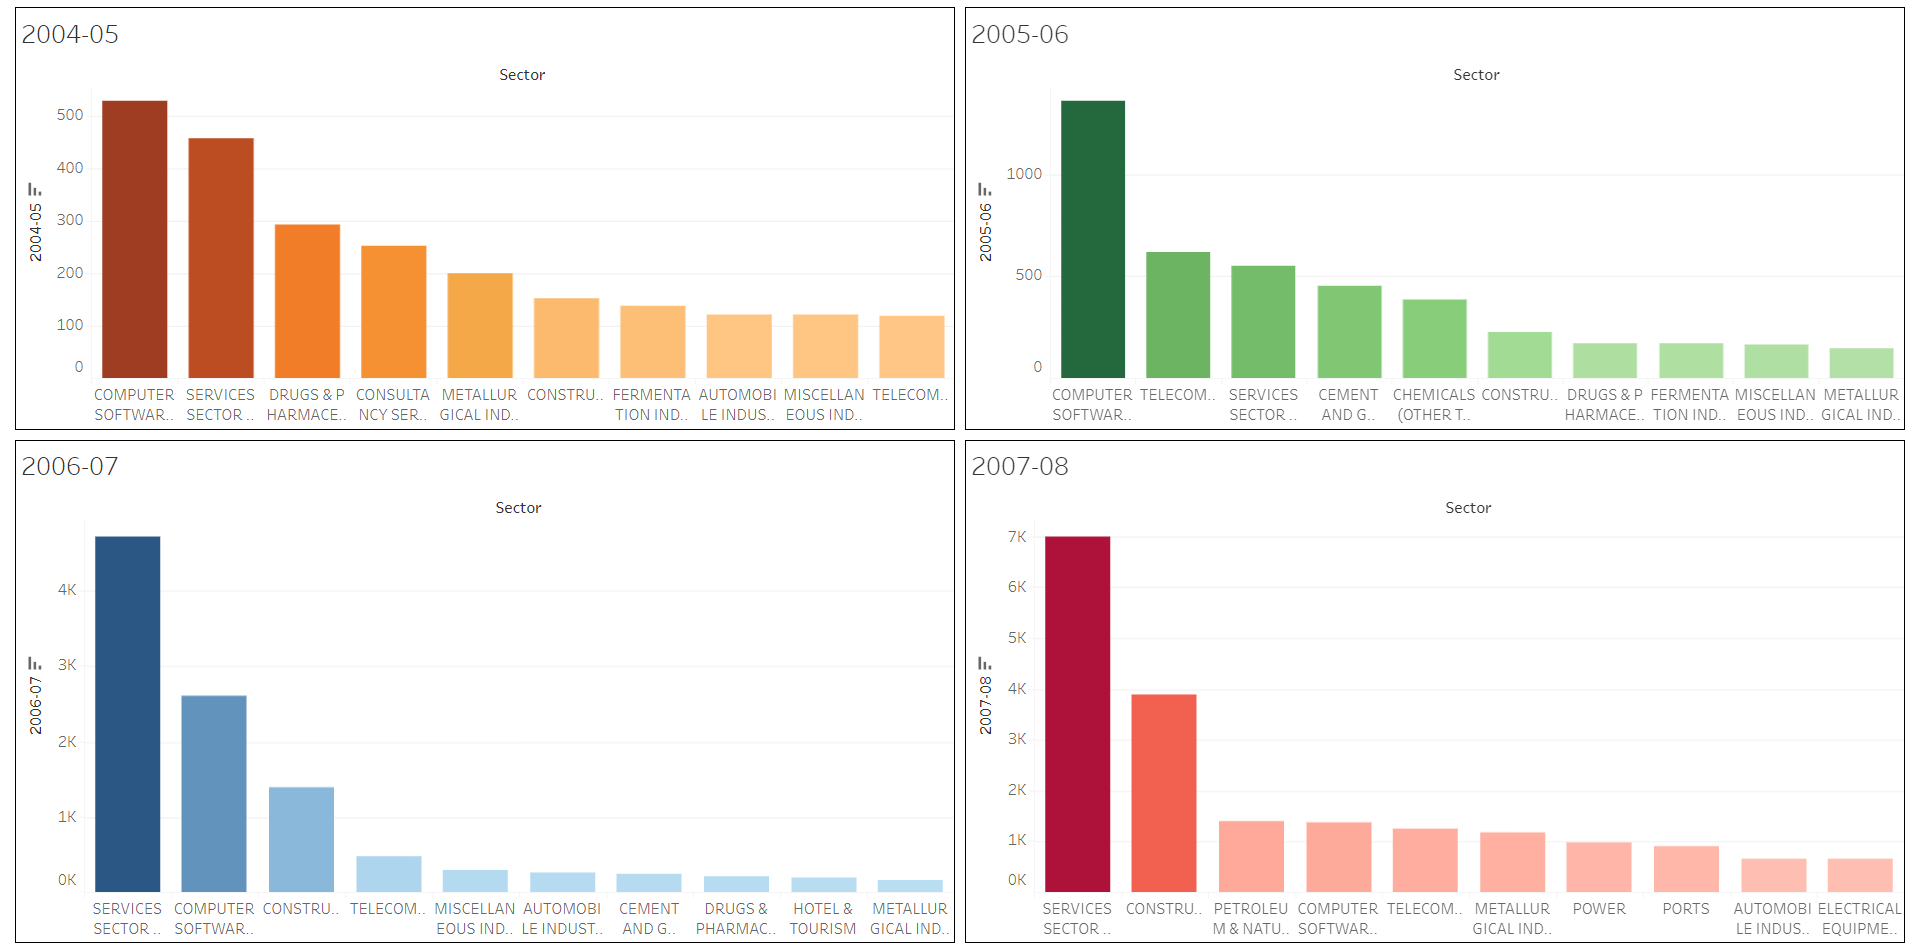 2004-05
Sector
500
400
300
200
100
0
2004-05
COMPUTER SERVICES DRUGS & P CONSULTA METALLUR CONSTRU.. FERMENTA AUTOMOBI MISCELLAN TELECOM..
SOFTWAR.. SECTOR .. HARMACE.. NCY SER.. GICAL IND.. TION IND.. LE INDUS.. EOUS IND..
2005-06
Sector
1000
500
0
2005-06
COMPUTER TELECOM.. SERVICES CEMENT CHEMICALS CONSTRU.. DRUGS & P FERMENTA MISCELLAN METALLUR
SOFTWAR.. SECTOR .. AND G.. (OTHER T.. HARMACE.. TION IND.. EOUS IND.. GICAL IND..
2006-07
Sector
4K
3K
2K
1K
0K
2006-07
SERVICES COMPUTER CONSTRU.. TELECOM.. MISCELLAN AUTOMOBI CEMENT DRUGS & HOTEL & METALLUR
SECTOR .. SOFTWAR.. EOUS IND.. LE INDUST.. AND G.. PHARMAC.. TOURISM GICAL IND..
2007-08
Sector
7K
6K
5K
4K
3K
2K
1K
0K
2007-08
SERVICES CONSTRU.. PETROLEU COMPUTER TELECOM.. METALLUR POWER PORTS AUTOMOBI ELECTRICAL
SECTOR .. M & NATU.. SOFTWAR.. GICAL IND.. LE INDUS.. EQUIPME..